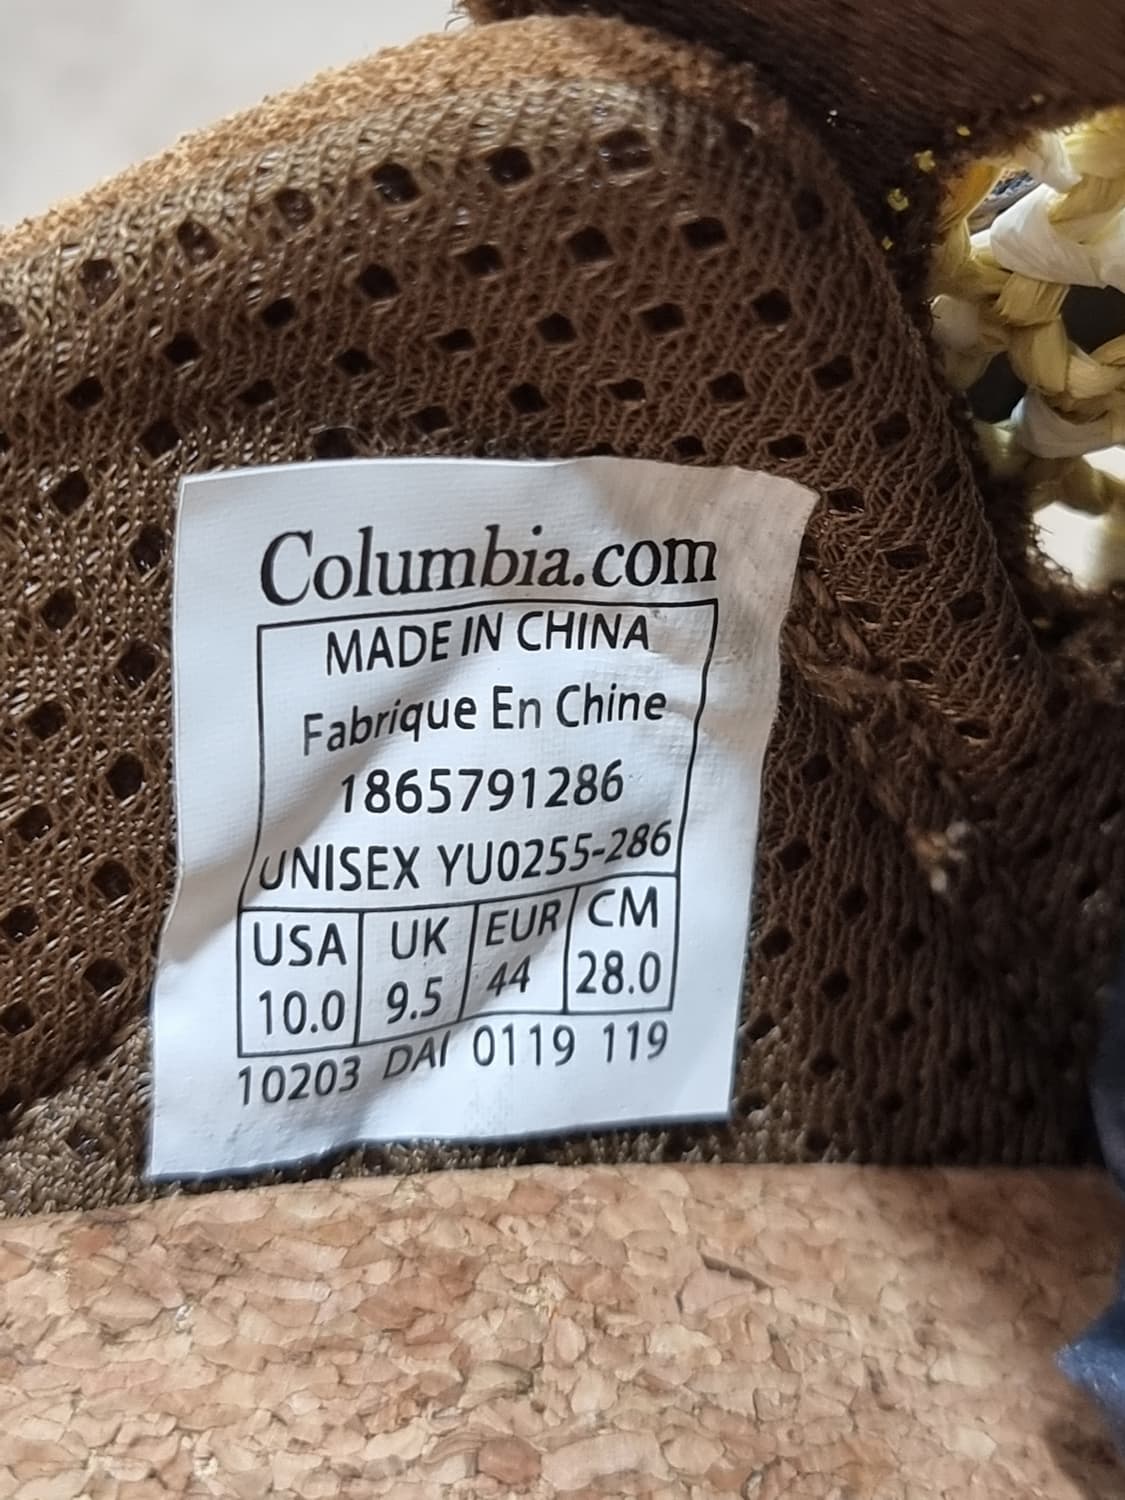 Columbia.com
MADE IN CHINA
Fabrique En Chine
1865791286
UNISEX YU0255-286
USA UK EUR CM
10.0 9.5 44 28.0
10203 DAI 0119 119